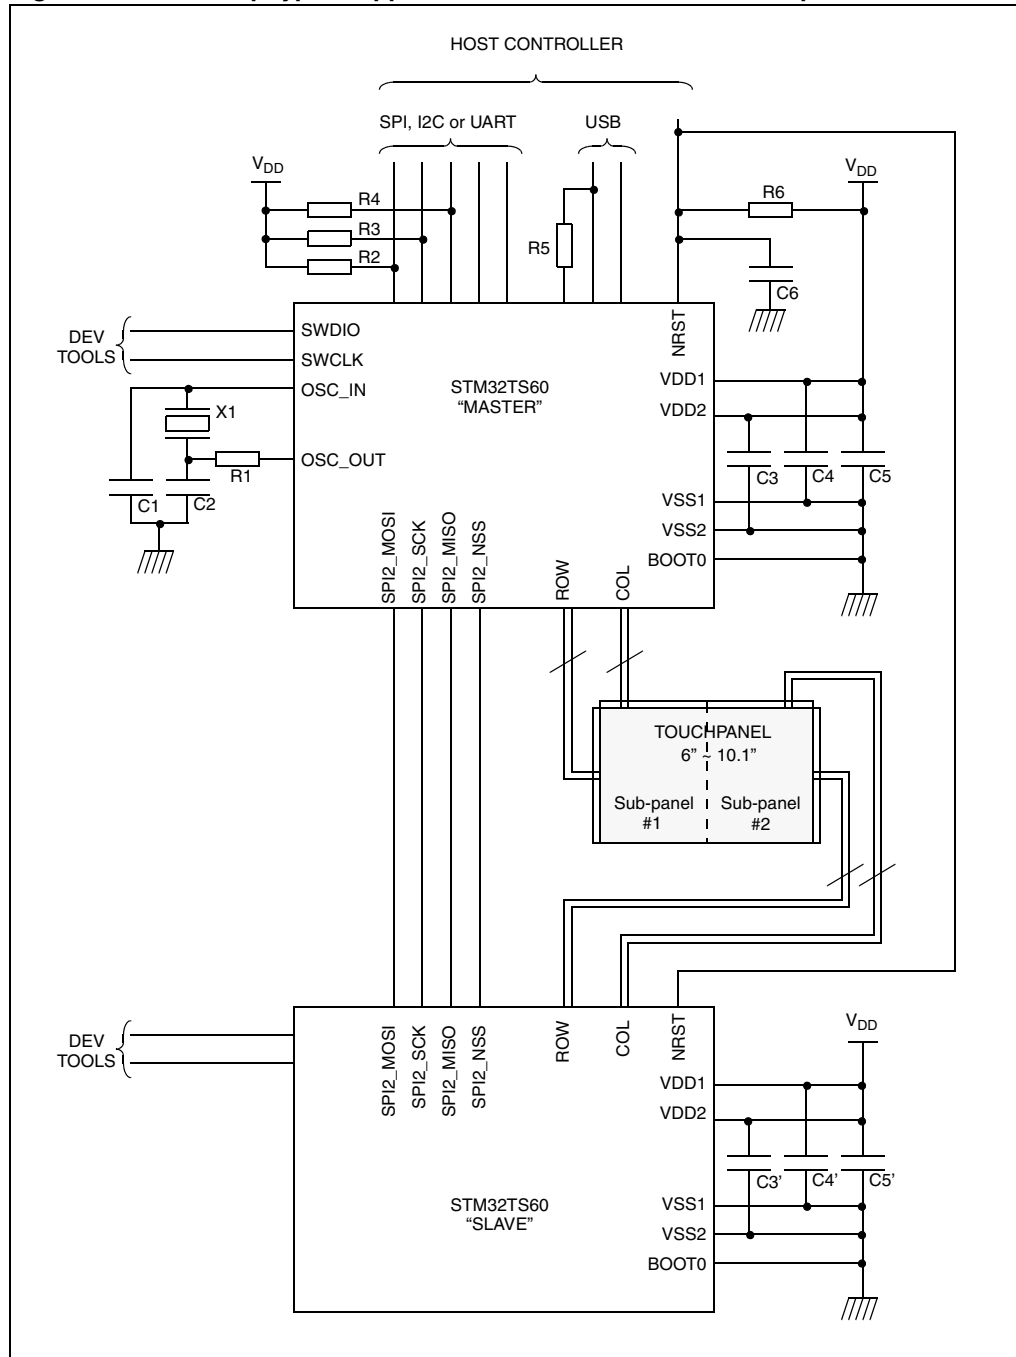 HOST CONTROLLER
SPI, I2C or UART
USB
VDD
R4
R3
R2
R5
R6
VDD
C6
DEV
TOOLS
SWDIO
SWCLK
OSC_IN
OSC_OUT
X1
R1
C1
C2
STM32TS60
“MASTER”
NRST
VDD1
VDD2
C3
C4
C5
VSS1
VSS2
BOOT0
SPI2_MOSI
SPI2_SCK
SPI2_MISO
SPI2_NSS
ROW
COL
TOUCHPANEL
6” ~ 10.1”
Sub-panel
#1
Sub-panel
#2
DEV
TOOLS
SPI2_MOSI
SPI2_SCK
SPI2_MISO
SPI2_NSS
ROW
COL
NRST
VDD
VDD1
VDD2
C3’
C4’
C5’
STM32TS60
“SLAVE”
VSS1
VSS2
BOOT0